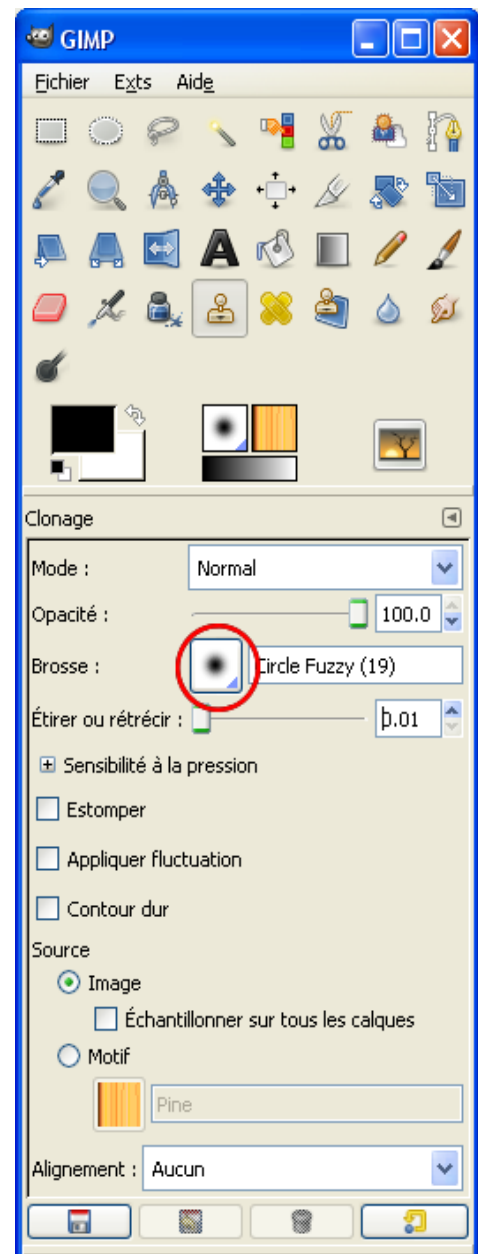 GIMP
Fichier Exts Aide
Clonage
Mode : Normal
Opacité : 100.0
Brosse : Circle Fuzzy (19)
Étirer ou rétrécir : 0.01
Sensibilité à la pression
Estomper
Appliquer fluctuation
Contour dur
Source
Image
Échantillonner sur tous les calques
Motif
Pine
Alignement : Aucun